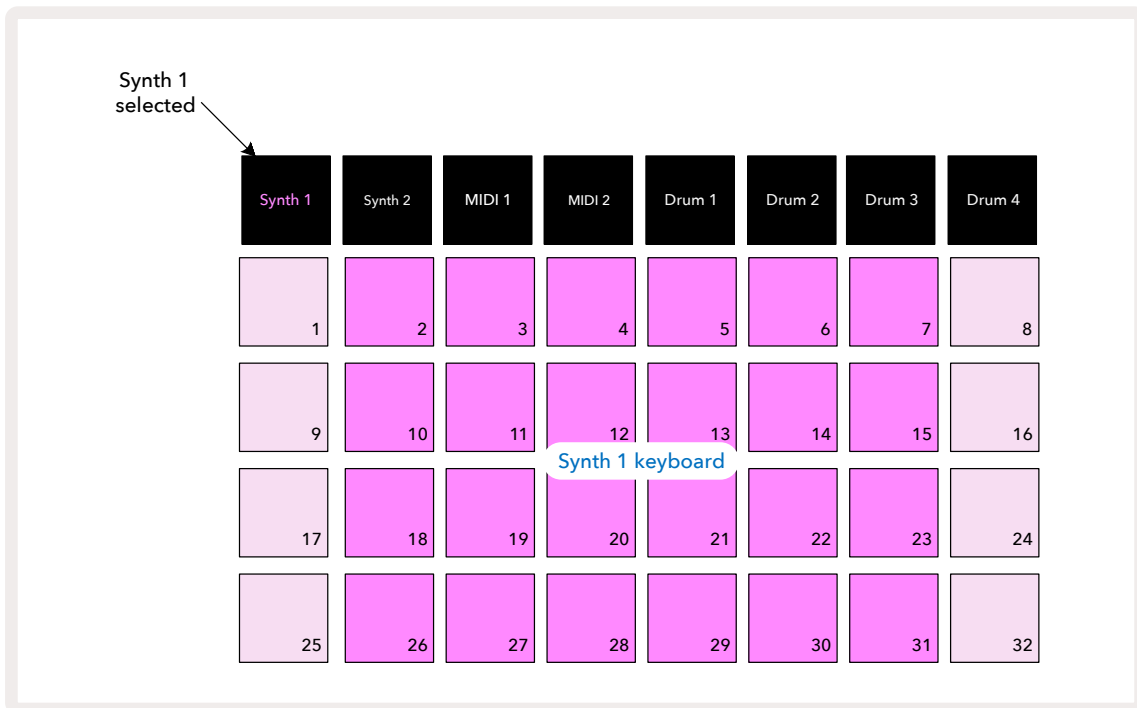 Synth 1
selected
Synth 1 Synth 2 MIDI 1 MIDI 2 Drum 1 Drum 2 Drum 3 Drum 4
1 2 3 4 5 6 7 8
9 10 11 12 13 14 15 16
Synth 1 keyboard
17 18 19 20 21 22 23 24
25 26 27 28 29 30 31 32